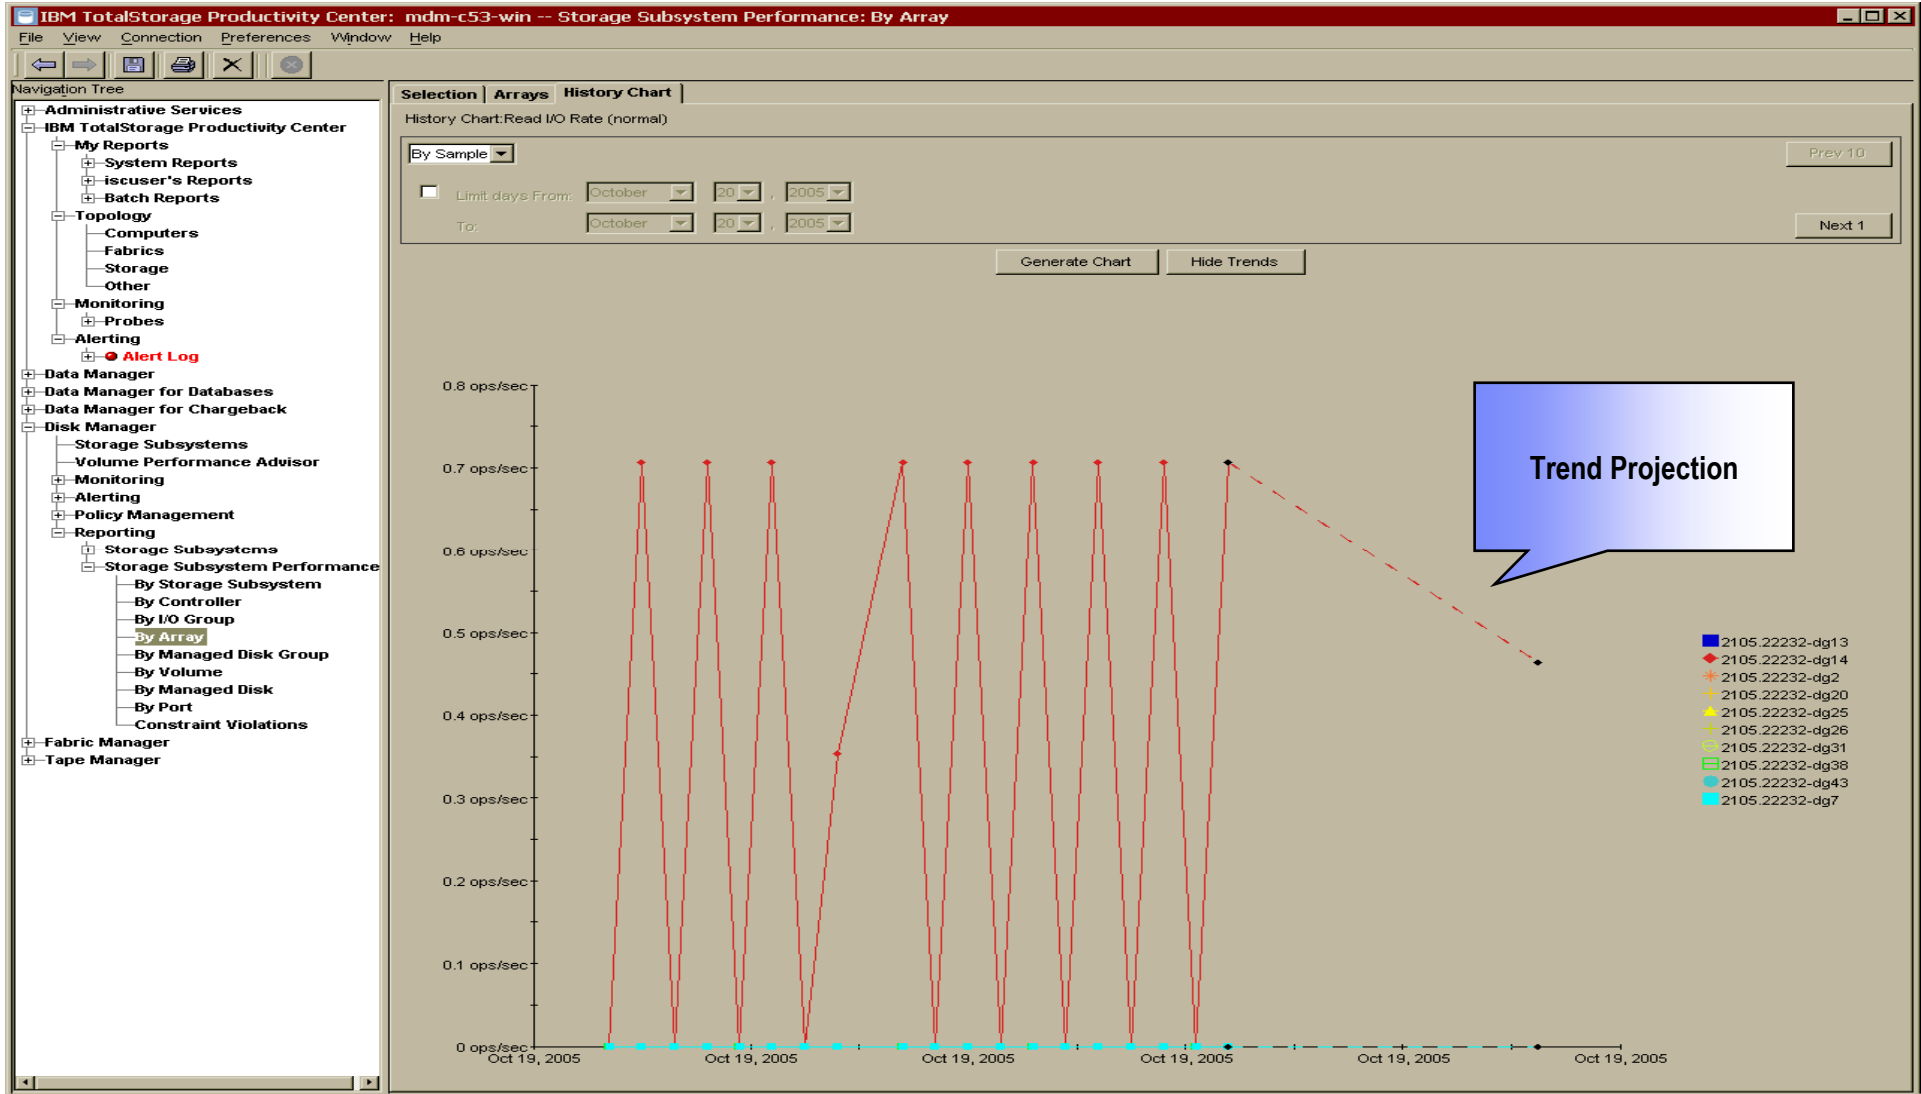 IBM TotalStorage Productivity Center: mdm-c53-win -- Storage Subsystem Performance: By Array
File View Connection Preferences Window Help
Navigation Tree
Administrative Services
IBM TotalStorage Productivity Center
My Reports
System Reports
iscuser's Reports
Batch Reports
Topology
Computers
Fabrics
Storage
Other
Monitoring
Probes
Alerting
Alert Log
Data Manager
Data Manager for Databases
Data Manager for Chargeback
Disk Manager
Storage Subsystems
Volume Performance Advisor
Monitoring
Alerting
Policy Management
Reporting
Storage Subsystems
Storage Subsystem Performance
By Storage Subsystem
By Controller
By I/O Group
By Array
By Managed Disk Group
By Volume
By Managed Disk
By Port
Constraint Violations
Fabric Manager
Tape Manager
Selection Arrays History Chart
History Chart:Read I/O Rate (normal)
By Sample
Prev 10
Limit days From: October 20 , 2005
To: October 20 , 2005
Next 1
Generate Chart Hide Trends
0.8 ops/sec
0.7 ops/sec
0.6 ops/sec
0.5 ops/sec
0.4 ops/sec
0.3 ops/sec
0.2 ops/sec
0.1 ops/sec
0 ops/sec
Oct 19, 2005 Oct 19, 2005 Oct 19, 2005 Oct 19, 2005 Oct 19, 2005 Oct 19, 2005
Trend Projection
2105.22232-dg13
2105.22232-dg14
2105.22232-dg2
2105.22232-dg20
2105.22232-dg25
2105.22232-dg26
2105.22232-dg31
2105.22232-dg38
2105.22232-dg43
2105.22232-dg7